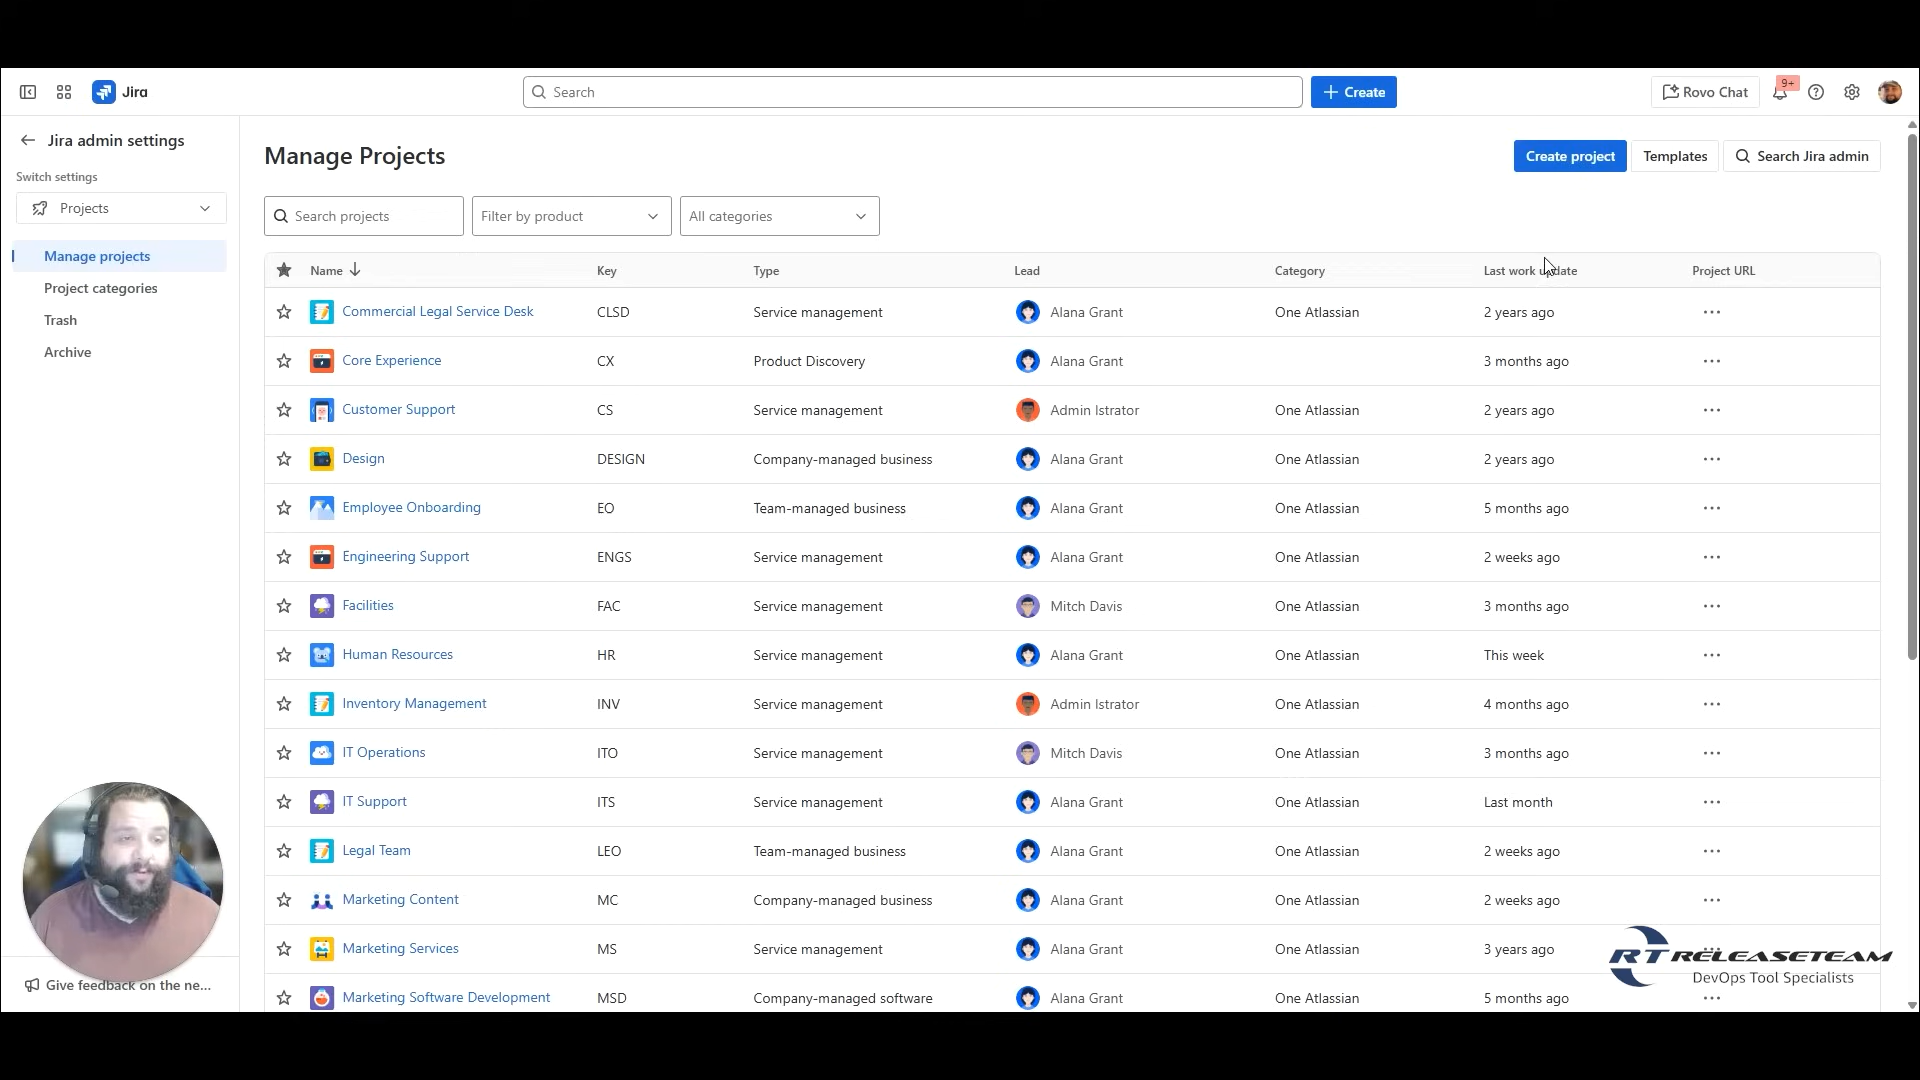 Jira
Search
Create
Rovo Chat
9+
Jira admin settings
Switch settings
Projects
Manage projects
Project categories
Trash
Archive
Give feedback on the ne...
Manage Projects
Create project
Templates
Search Jira admin
Search projects
Filter by product
All categories
Name Key Type Lead Category Last work update Project URL
Commercial Legal Service Desk CLSD Service management Alana Grant One Atlassian 2 years ago
Core Experience CX Product Discovery Alana Grant 3 months ago
Customer Support CS Service management Admin Istrator One Atlassian 2 years ago
Design DESIGN Company-managed business Alana Grant One Atlassian 2 years ago
Employee Onboarding EO Team-managed business Alana Grant One Atlassian 5 months ago
Engineering Support ENGS Service management Alana Grant One Atlassian 2 weeks ago
Facilities FAC Service management Mitch Davis One Atlassian 3 months ago
Human Resources HR Service management Alana Grant One Atlassian This week
Inventory Management INV Service management Admin Istrator One Atlassian 4 months ago
IT Operations ITO Service management Mitch Davis One Atlassian 3 months ago
IT Support ITS Service management Alana Grant One Atlassian Last month
Legal Team LEO Team-managed business Alana Grant One Atlassian 2 weeks ago
Marketing Content MC Company-managed business Alana Grant One Atlassian 2 weeks ago
Marketing Services MS Service management Alana Grant One Atlassian 3 years ago
Marketing Software Development MSD Company-managed software Alana Grant One Atlassian 5 months ago
RT RELEASETEAM
DevOps Tool Specialists